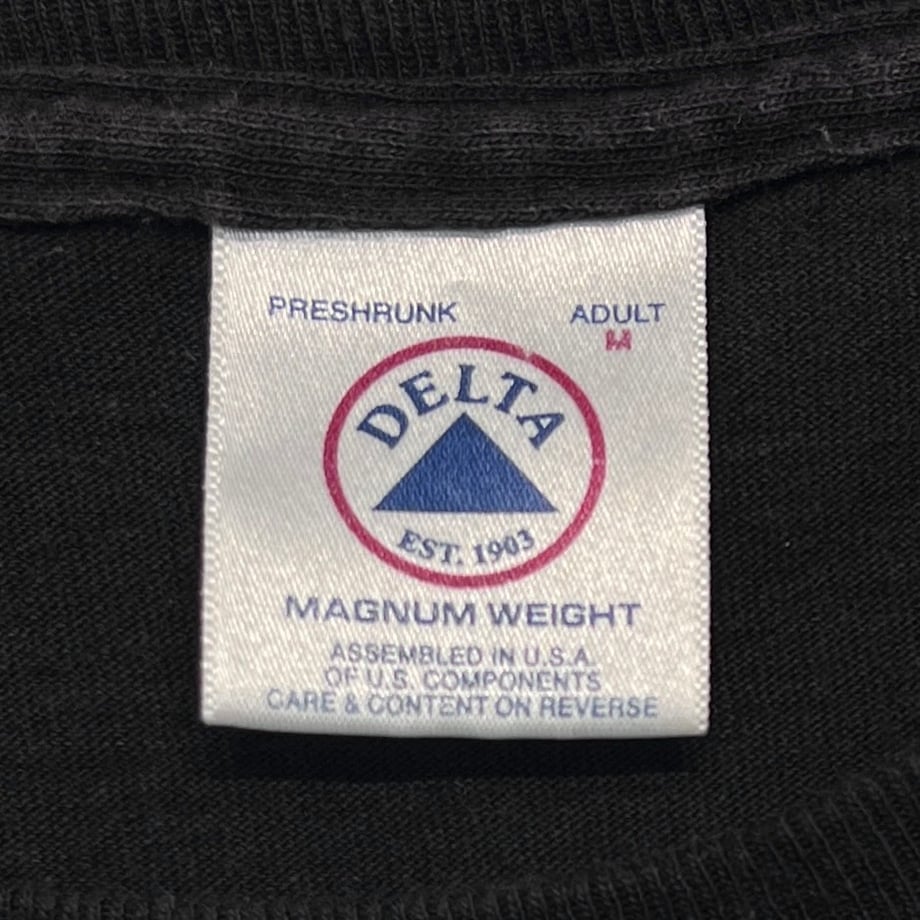 PRESHRUNK
ADULT
M
DELTA
EST. 1903
MAGNUM WEIGHT
ASSEMBLED IN U.S.A.
OF U.S. COMPONENTS
CARE & CONTENT ON REVERSE